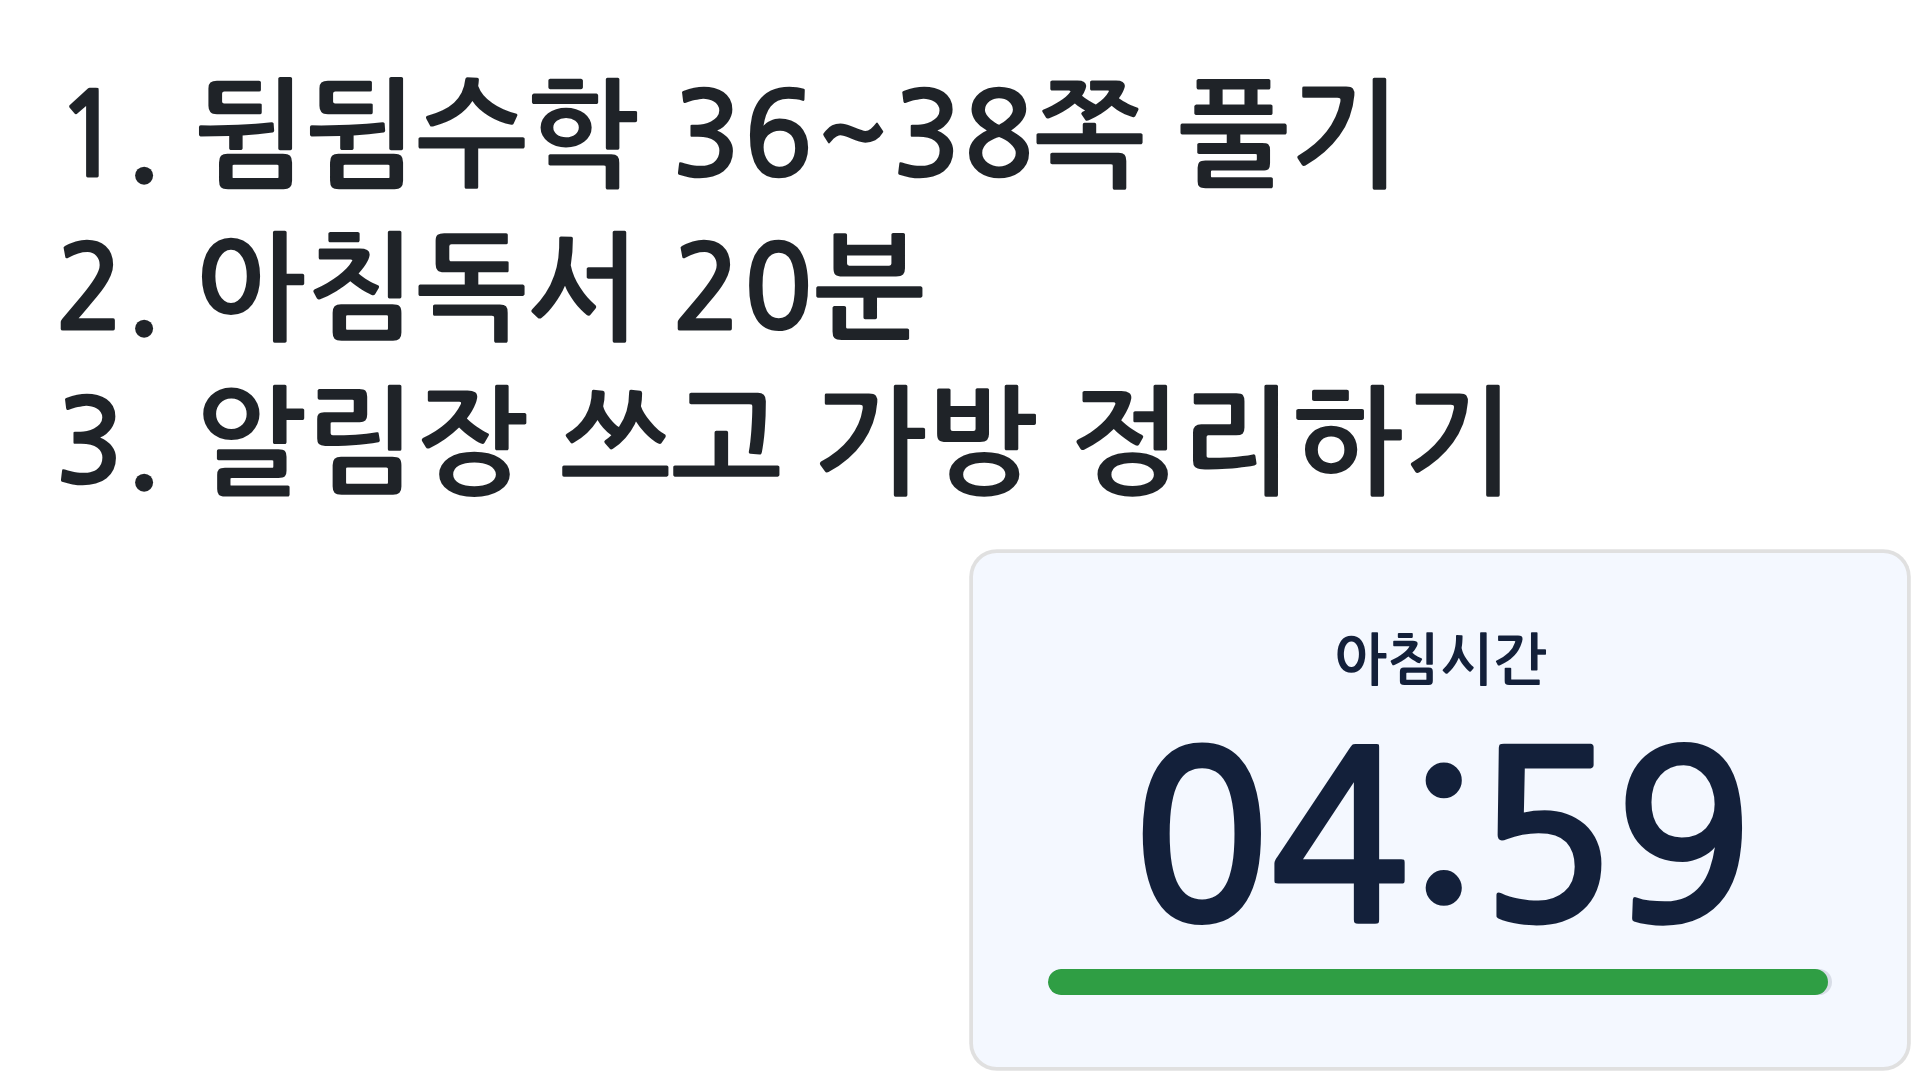 1. 뒴뒴수학 36~38쪽 풀기
2. 아침독서 20분
3. 알림장 쓰고 가방 정리하기
아침시간
04:59